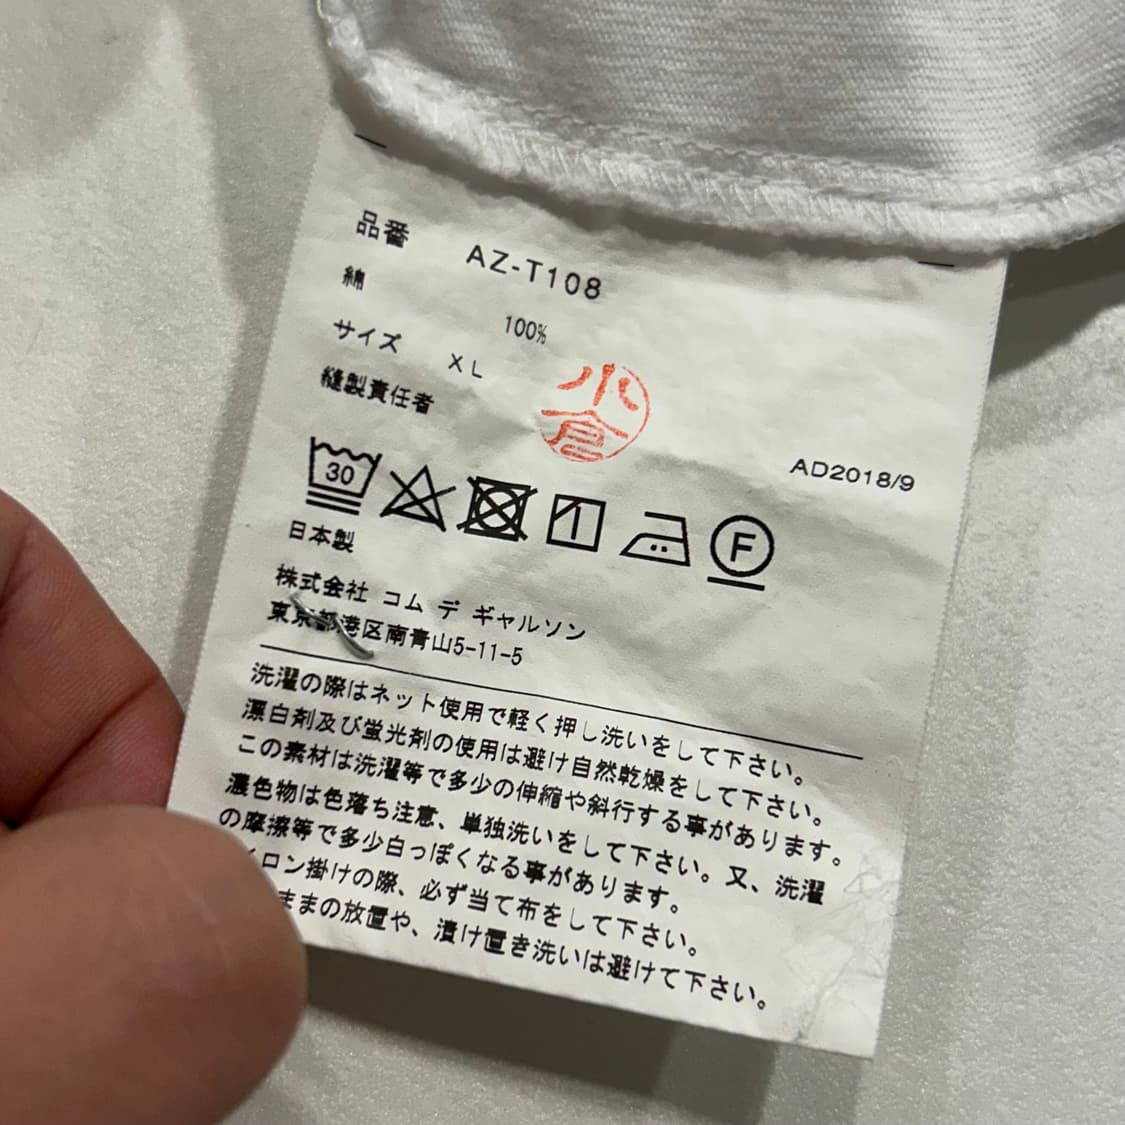 品番 AZ-T108
綿 100%
サイズ XL
縫製責任者 小倉
AD2018/9
30
1
F
日本製
株式会社 コム デ ギャルソン
東京都港区南青山5-11-5
洗濯の際はネット使用で軽く押し洗いをして下さい。
漂白剤及び蛍光剤の使用は避け自然乾燥をして下さい。
この素材は洗濯等で多少の伸縮や斜行する事があります。
濃色物は色落ち注意、単独洗いをして下さい。又、洗濯
の摩擦等で多少白っぽくなる事があります。
イロン掛けの際、必ず当て布をして下さい。
ままの放置や、漬け置き洗いは避けて下さい。